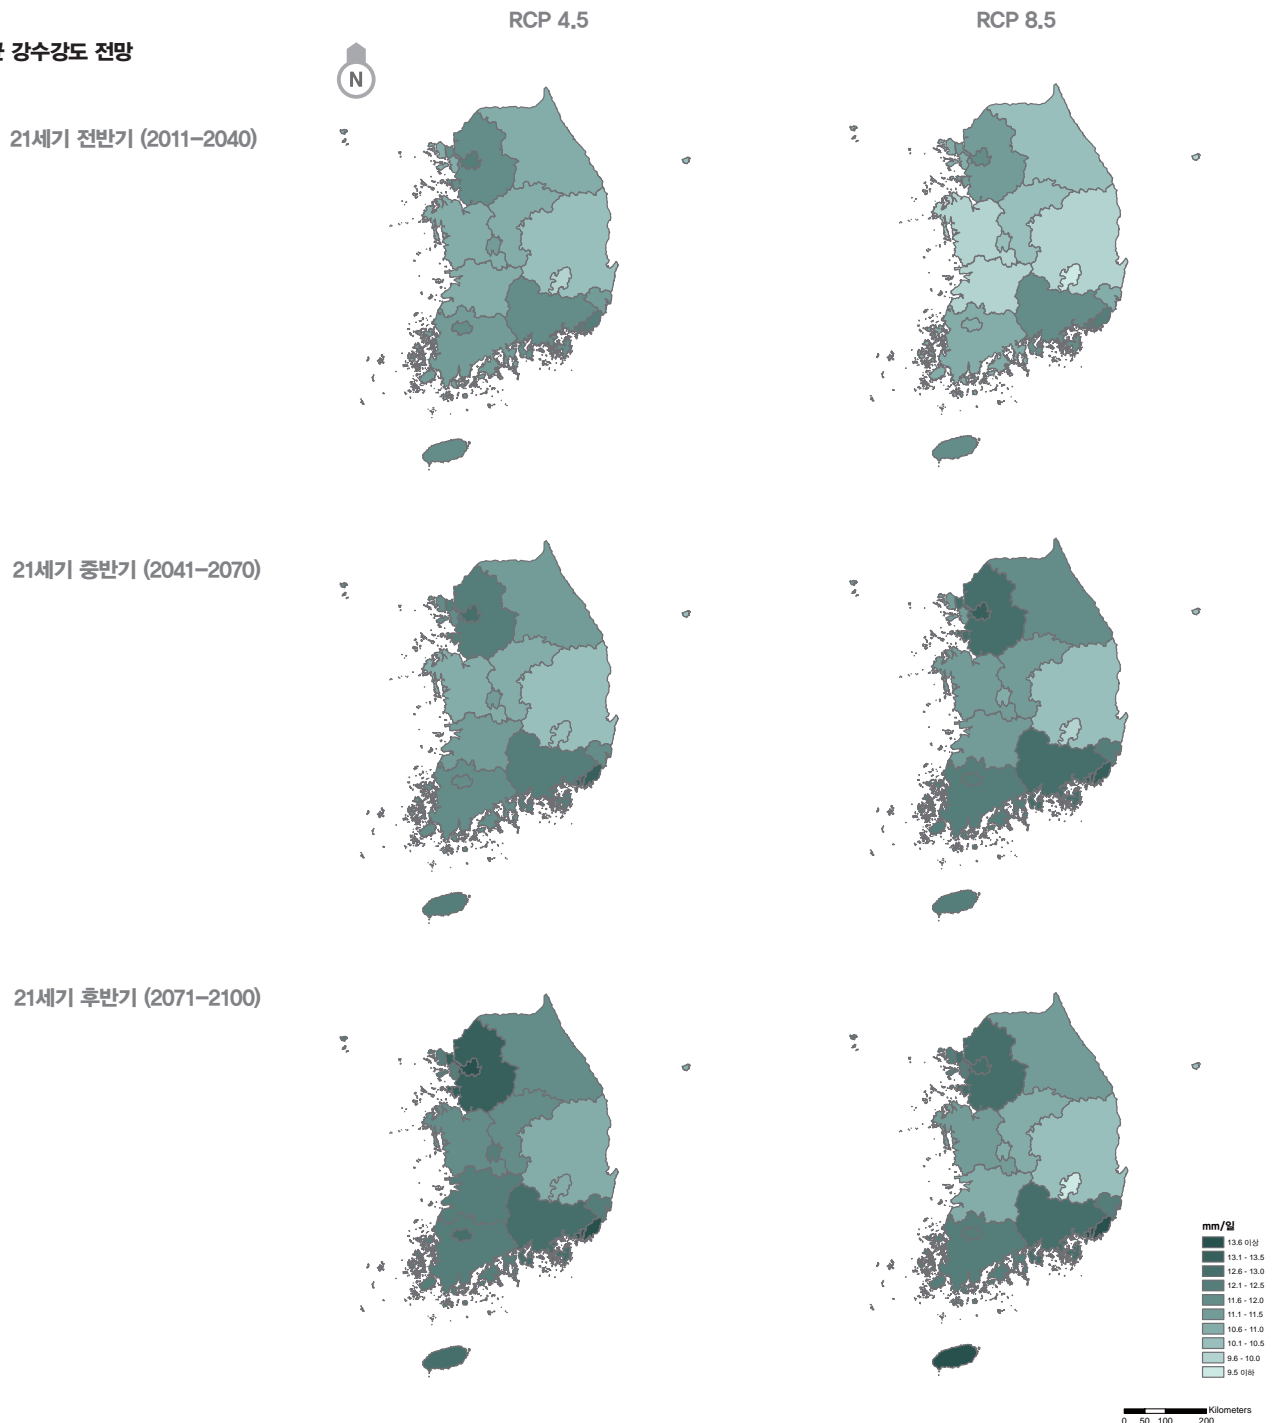 RCP 4.5
RCP 8.5
강수강도 전망
N
21세기 전반기 (2011-2040)
21세기 중반기 (2041-2070)
21세기 후반기 (2071-2100)
mm/일
13.6 이상
13.1 - 13.5
12.6 - 13.0
12.1 - 12.5
11.6 - 12.0
11.1 - 11.5
10.6 - 11.0
10.1 - 10.5
9.6 - 10.0
9.5 이하
Kilometers
0 50 100 200